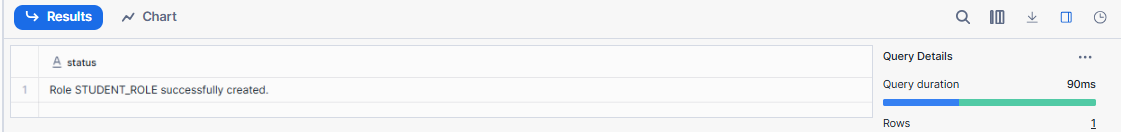 Results
Chart
A status
Query Details
...
1
Role STUDENT_ROLE successfully created.
Query duration
90ms
Rows
1